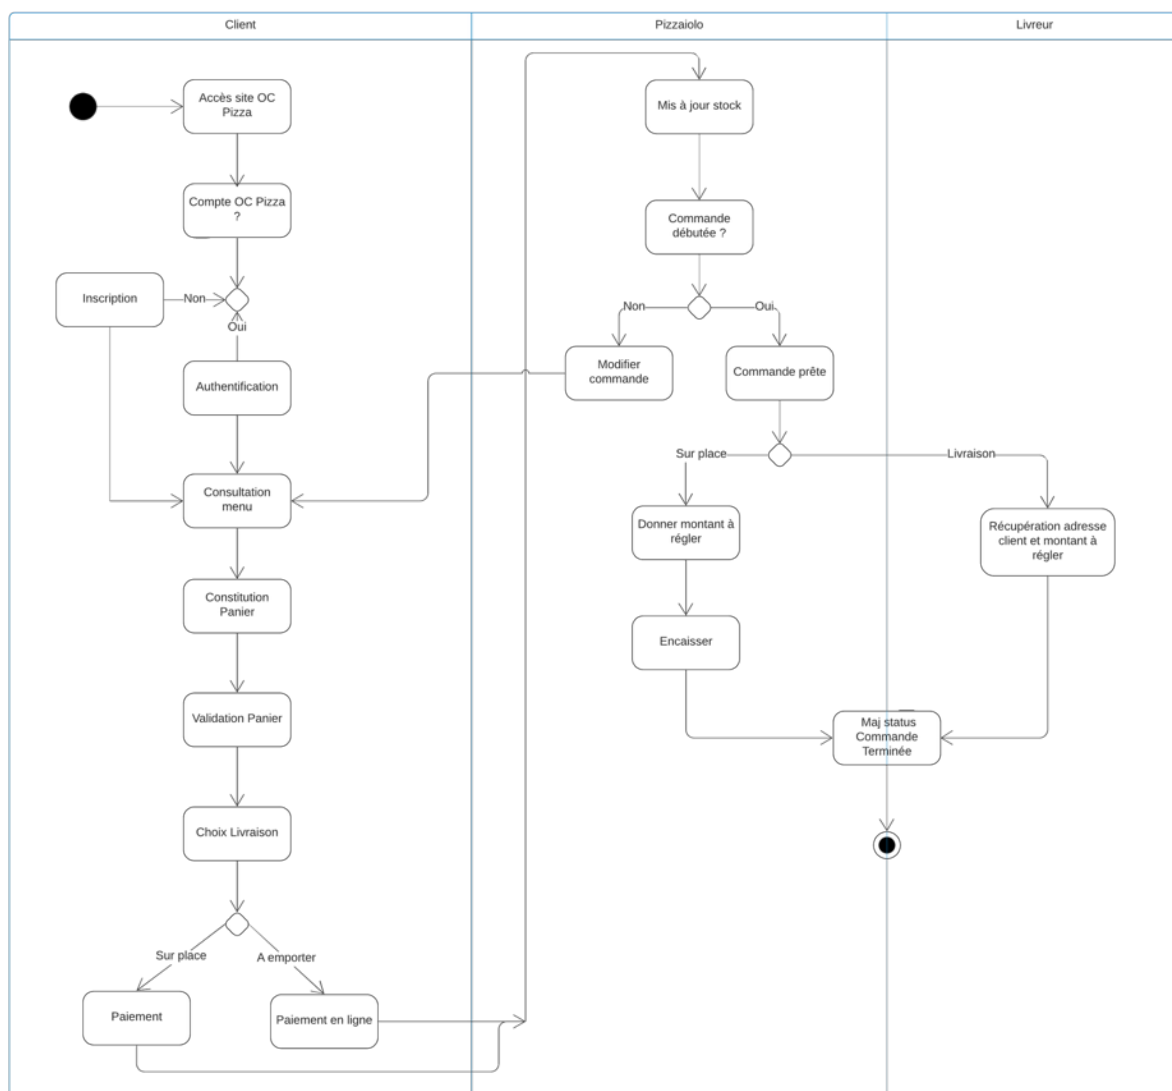 Client
Pizzaiolo
Livreur
Accès site OC
Pizza
Compte OC Pizza
?
Inscription
Non
Oui
Authentification
Consultation
menu
Constitution
Panier
Validation Panier
Choix Livraison
Sur place
A emporter
Paiement
Paiement en ligne
Mis à jour stock
Commande
débutée ?
Non
Oui
Modifier
commande
Commande prête
Sur place
Livraison
Donner montant à
régler
Encaisser
Récupération adresse
client et montant à
régler
Maj status
Commande
Terminée